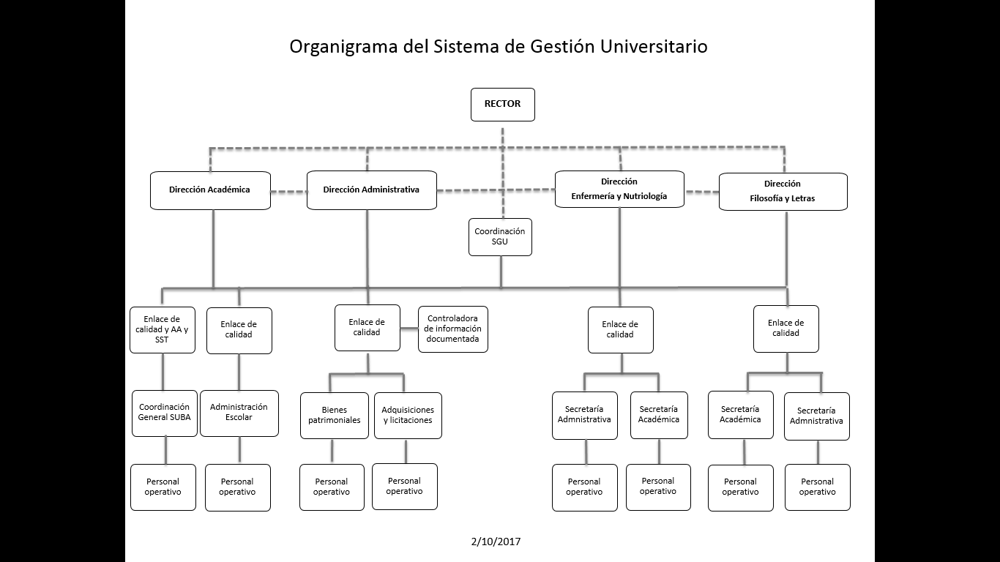 Organigrama del Sistema de Gestión Universitario
RECTOR
Dirección Académica
Dirección Administrativa
Dirección
Enfermería y Nutriología
Dirección
Filosofía y Letras
Coordinación
SGU
Enlace de
calidad y AA y
SST
Enlace de
calidad
Enlace de
calidad
Controladora
de información
documentada
Enlace de
calidad
Enlace de
calidad
Coordinación
General SUBA
Administración
Escolar
Bienes
patrimoniales
Adquisiciones
y licitaciones
Secretaría
Admnistrativa
Secretaría
Académica
Secretaría
Académica
Secretaría
Admnistrativa
Personal
operativo
Personal
operativo
Personal
operativo
Personal
operativo
Personal
operativo
Personal
operativo
Personal
operativo
Personal
operativo
2/10/2017